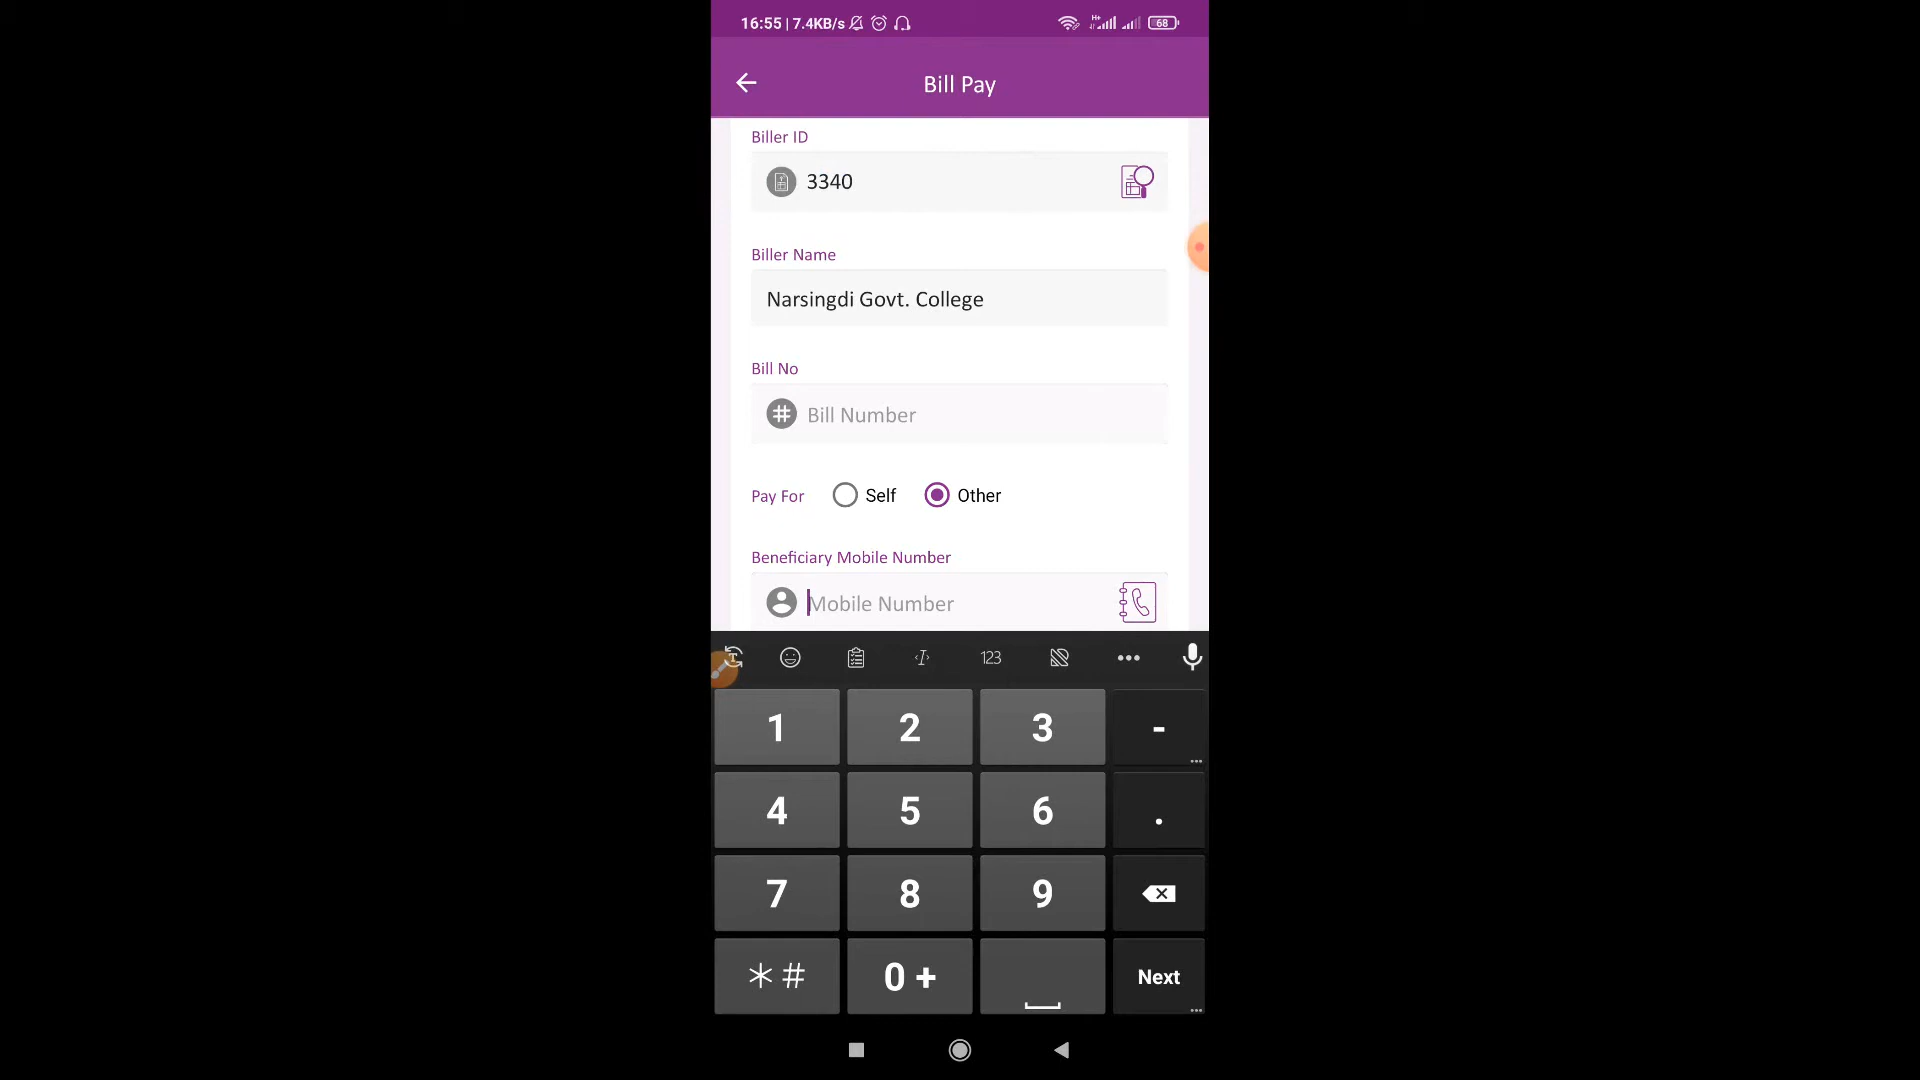 16:55 | 7.4KB/s H+ 68
Bill Pay
Biller ID
3340
Biller Name
Narsingdi Govt. College
Bill No
# Bill Number
Pay For Self Other
Beneficiary Mobile Number
Mobile Number
T I 123
1 2 3 -
4 5 6 .
7 8 9
* # 0 +
Next